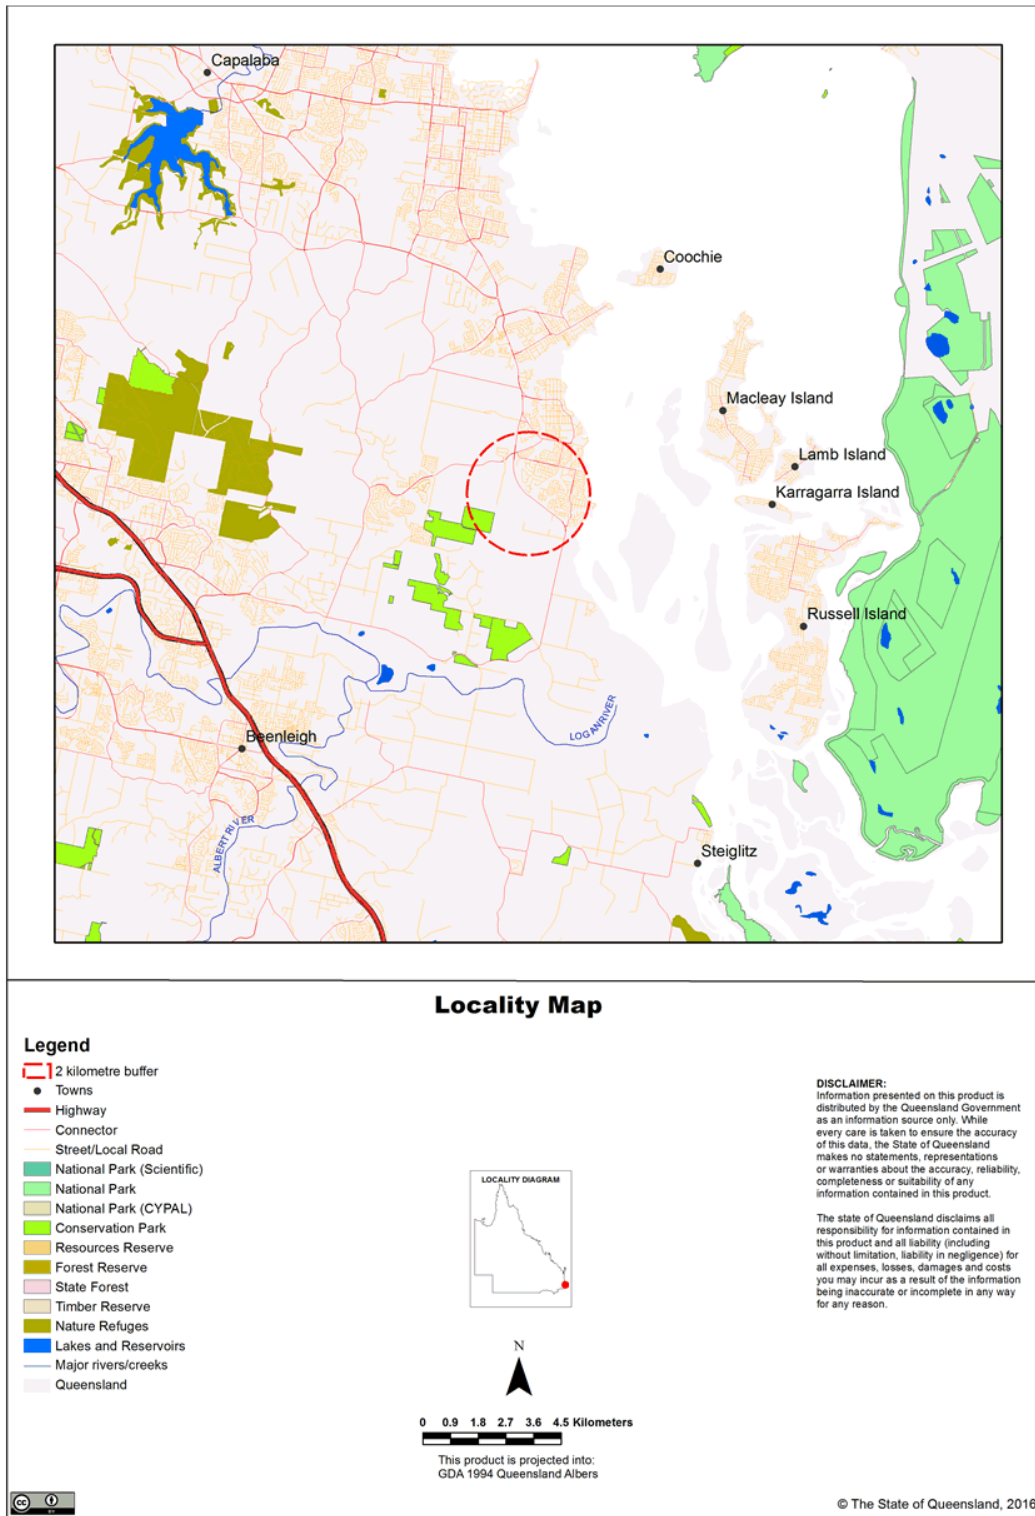 Capalaba
Coochie
Macleay Island
Lamb Island
Karragarra Island
Russell Island
LOGAN RIVER
Beenleigh
ALBERT RIVER
Steiglitz
Locality Map
Legend
2 kilometre buffer
Towns
Highway
Connector
Street/Local Road
National Park (Scientific)
National Park
National Park (CYPAL)
Conservation Park
Resources Reserve
Forest Reserve
State Forest
Timber Reserve
Nature Refuges
Lakes and Reservoirs
Major rivers/creeks
Queensland
LOCALITY DIAGRAM
N
0 0.9 1.8 2.7 3.6 4.5 Kilometers
This product is projected into:
GDA 1994 Queensland Albers
DISCLAIMER:
Information presented on this product is
distributed by the Queensland Government
as an information source only. While
every care is taken to ensure the accuracy
of this data, the State of Queensland
makes no statements, representations
or warranties about the accuracy, reliability,
completeness or suitability of any
information contained in this product.
The state of Queensland disclaims all
responsibility for information contained in
this product and all liability (including
without limitation, liability in negligence) for
all expenses, losses, damages and costs
you may incur as a result of the information
being inaccurate or incomplete in any way
for any reason.
cc
BY
© The State of Queensland, 2016